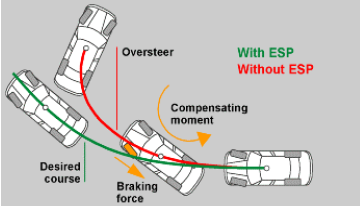 Oversteer
With ESP
Without ESP
Compensating
moment
Desired
course
Braking
force